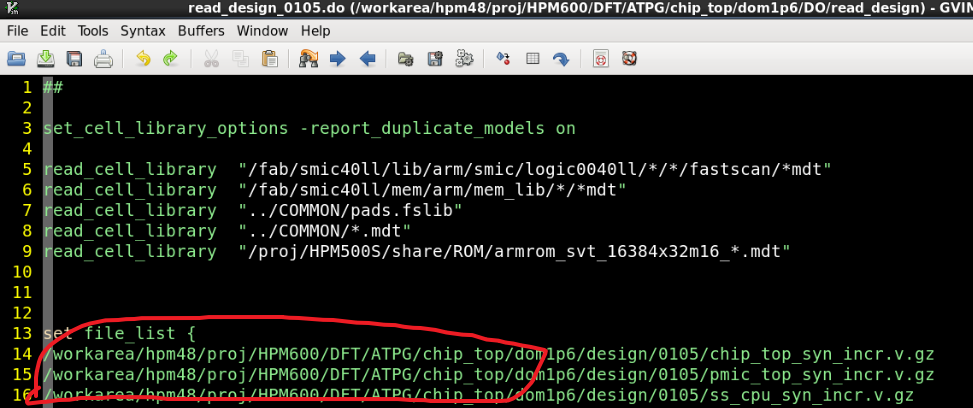 read_design_0105.do (/workarea/hpm48/proj/HPM600/DFT/ATPG/chip_top/dom1p6/DO/read_design) - GVIM
File Edit Tools Syntax Buffers Window Help
1 ##
2
3 set_cell_library_options -report_duplicate_models on
4
5 read_cell_library "/fab/smic40ll/lib/arm/smic/logic0040ll/*/*/fastscan/*mdt"
6 read_cell_library "/fab/smic40ll/mem/arm/mem_lib/*/*mdt"
7 read_cell_library "../COMMON/pads.fslib"
8 read_cell_library "../COMMON/*.mdt"
9 read_cell_library "/proj/HPM500S/share/ROM/armrom_svt_16384x32m16_*.mdt"
10
11
12
13 set file_list {
14 /workarea/hpm48/proj/HPM600/DFT/ATPG/chip_top/dom1p6/design/0105/chip_top_syn_incr.v.gz
15 /workarea/hpm48/proj/HPM600/DFT/ATPG/chip_top/dom1p6/design/0105/pmic_top_syn_incr.v.gz
16 /workarea/hpm48/proj/HPM600/DFT/ATPG/chip_top/dom1p6/design/0105/ss_cpu_syn_incr.v.gz